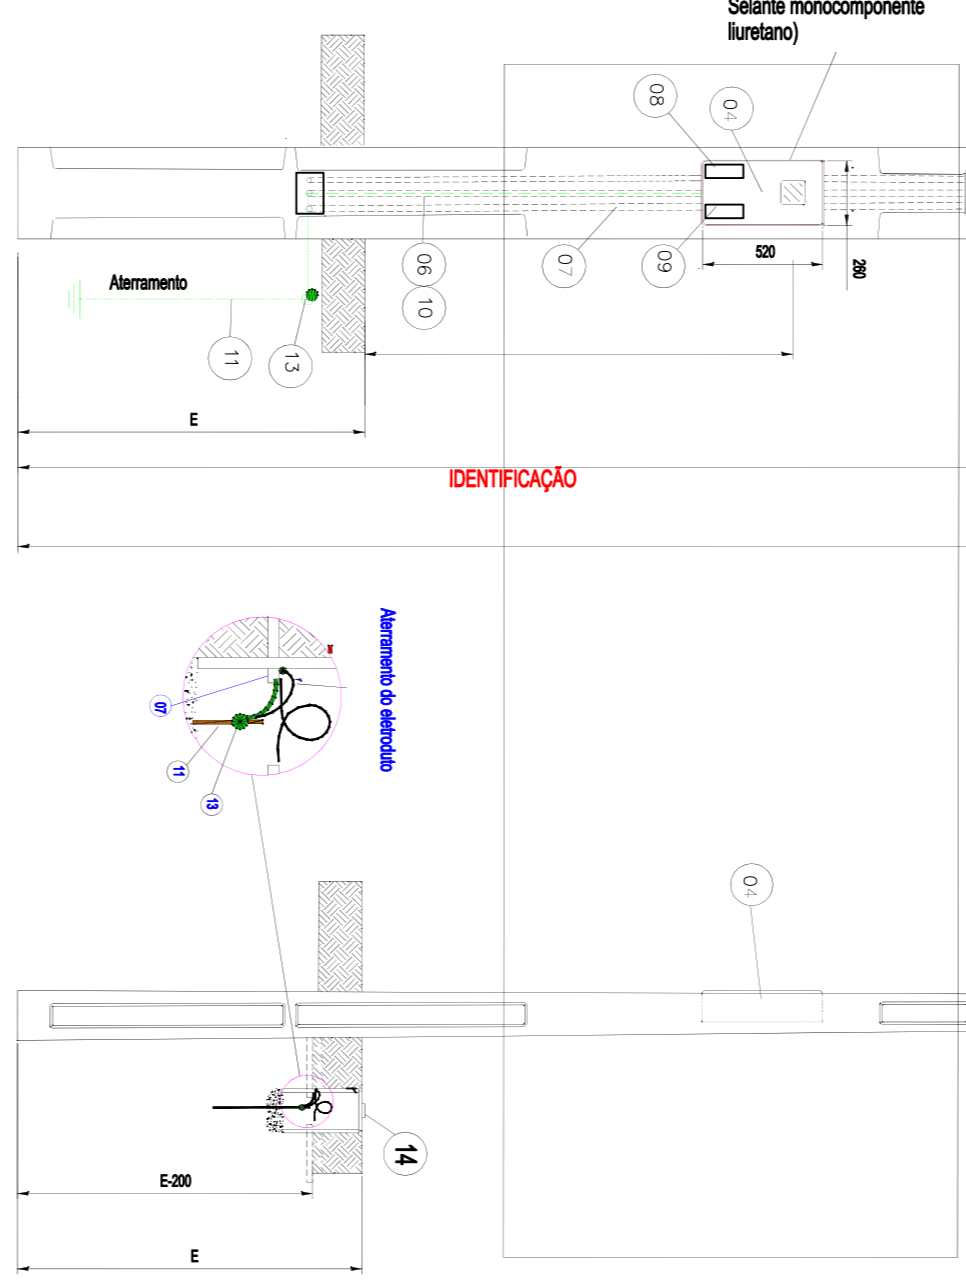 Selante monocomponente
liuretano)
08
04
520
260
06
10
07
09
Aterramento
11
13
E
IDENTIFICAÇÃO
Aterramento do eletroduto
07
11
13
04
14
E-200
E